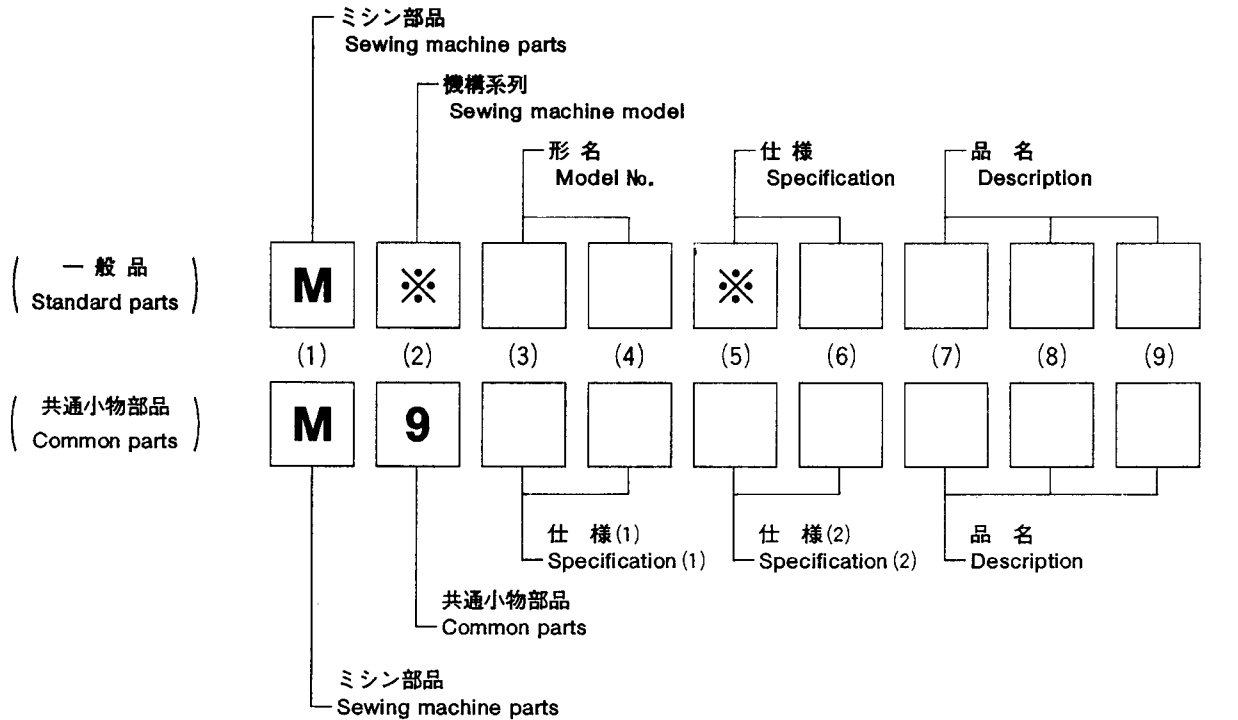 ミシン部品
Sewing machine parts
機構系列
Sewing machine model
形 名
Model No.
仕 様
Specification
品 名
Description
( 一 般 品 )
( Standard parts )
M ※ ※
(1) (2) (3) (4) (5) (6) (7) (8) (9)
( 共通小物部品 )
( Common parts )
M 9
仕 様(1)
Specification(1)
仕 様(2)
Specification(2)
品 名
Description
共通小物部品
Common parts
ミシン部品
Sewing machine parts